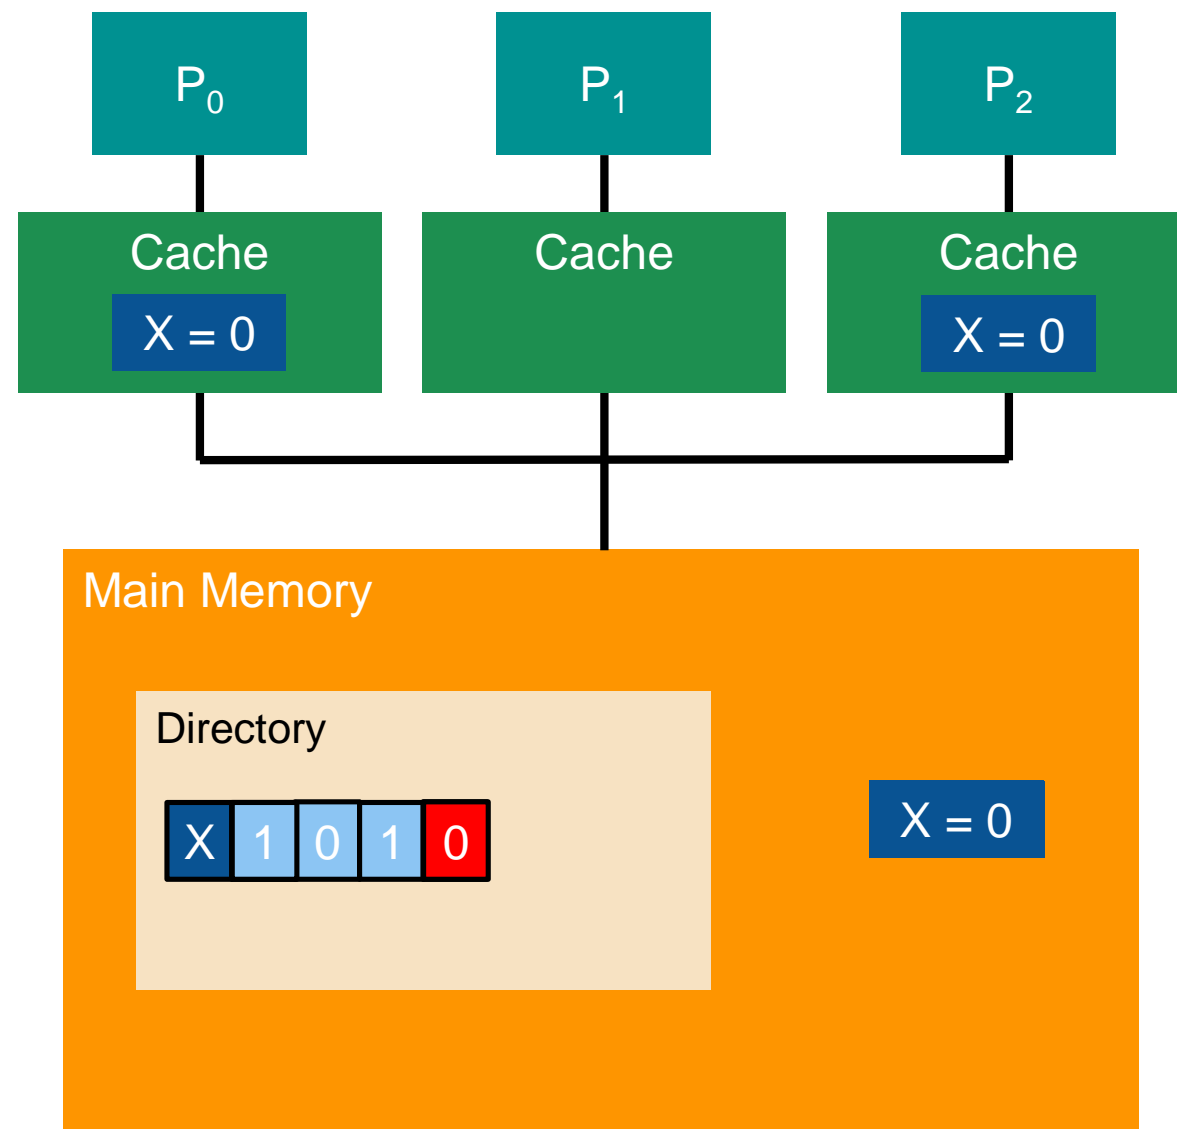 P₀
P₁
P₂
Cache
Cache
Cache
X = 0
X = 0
Main Memory
Directory
X 1 0 1 0
X = 0